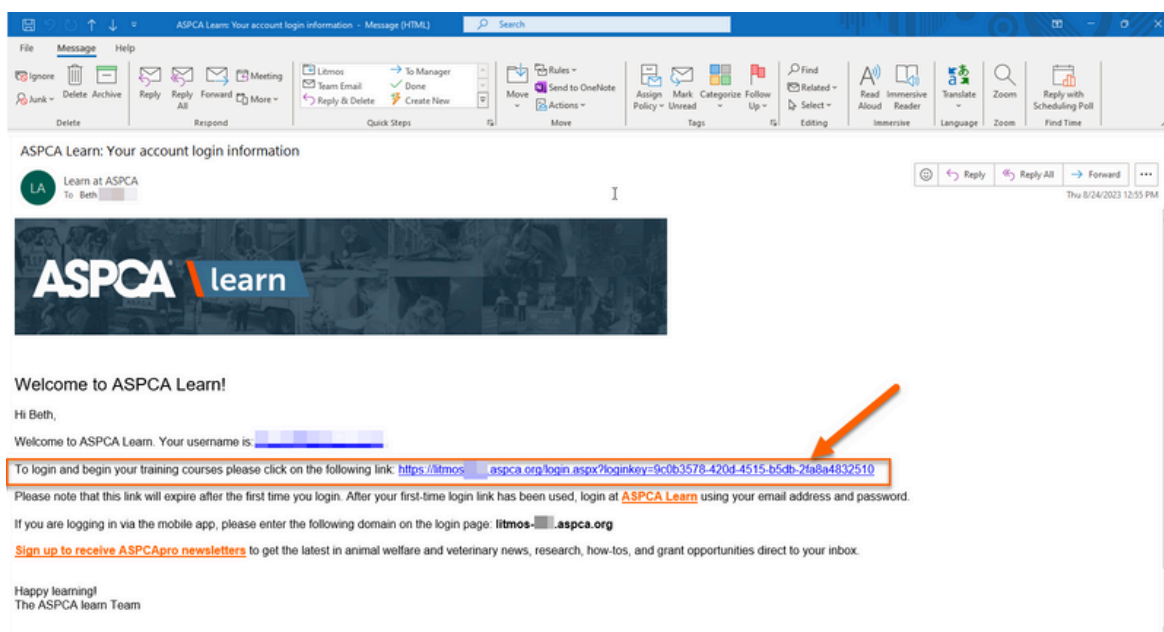 ASPCA Learn: Your account login information - Message (HTML)
Search
File Message Help
Ignore
Junk
Delete Archive
Reply Reply All Forward
Meeting
More
Litmos
Team Email
Reply & Delete
To Manager
Done
Create New
Move
Rules
Send to OneNote
Actions
Assign Policy
Mark Unread
Categorize
Follow Up
Find
Related
Select
Read Aloud
Immersive Reader
Translate
Zoom
Reply with Scheduling Poll
Delete Respond Quick Steps Move Tags Editing Immersive Language Zoom Find Time
ASPCA Learn: Your account login information
LA
Learn at ASPCA
To Beth
Reply Reply All Forward
Thu 8/24/2023 12:55 PM
ASPCA learn
Welcome to ASPCA Learn!
Hi Beth,
Welcome to ASPCA Learn. Your username is:
To login and begin your training courses please click on the following link: https://litmos aspca.org/login.aspx?loginkey=9c0b3578-420d-4515-b5db-2fa8a4832510
Please note that this link will expire after the first time you login. After your first-time login link has been used, login at ASPCA Learn using your email address and password.
If you are logging in via the mobile app, please enter the following domain on the login page: litmos- .aspca.org
Sign up to receive ASPCApro newsletters to get the latest in animal welfare and veterinary news, research, how-tos, and grant opportunities direct to your inbox.
Happy learning!
The ASPCA learn Team